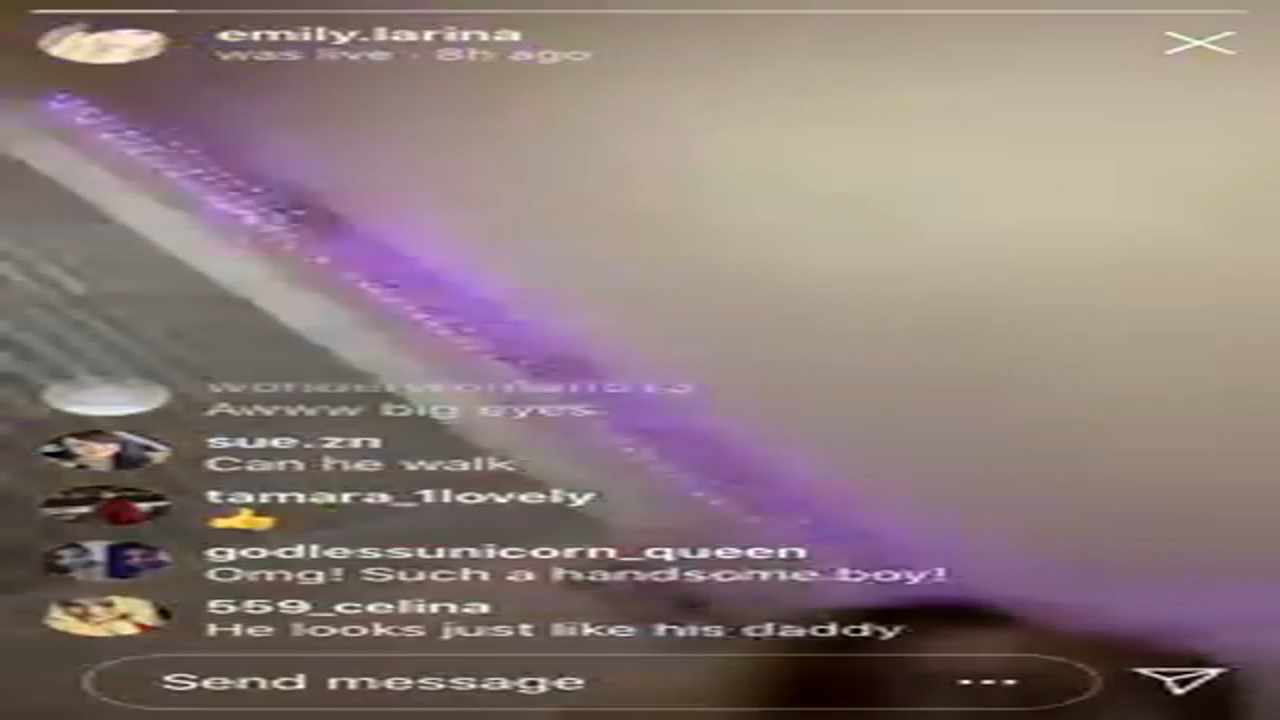 emily.larina
was live · 8h ago
Awww big eyes
sue.zn
Can he walk
tamara_1lovely
👍
godlessunicorn_queen
Omg! Such a handsome boy!
559_celina
He looks just like his daddy
Send message